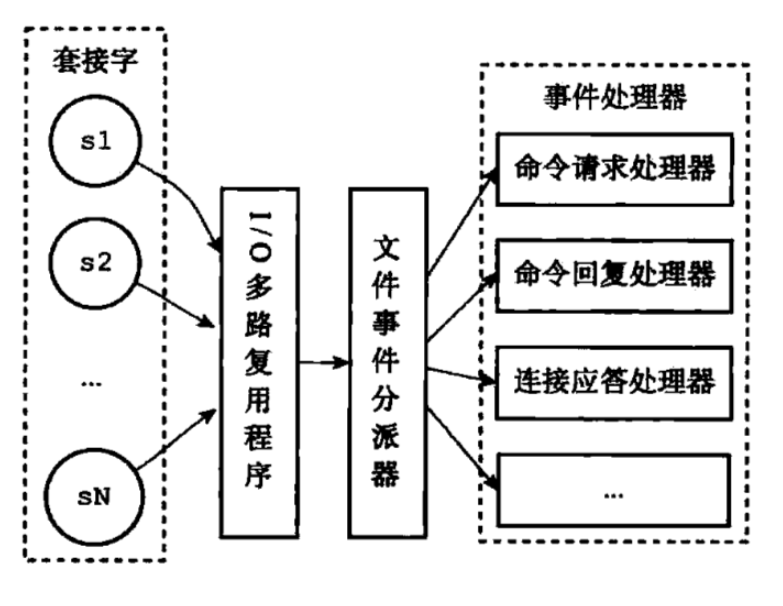 套接字
s1
s2
...
sN
I/O多路复用程序
文件事件分派器
事件处理器
命令请求处理器
命令回复处理器
连接应答处理器
...